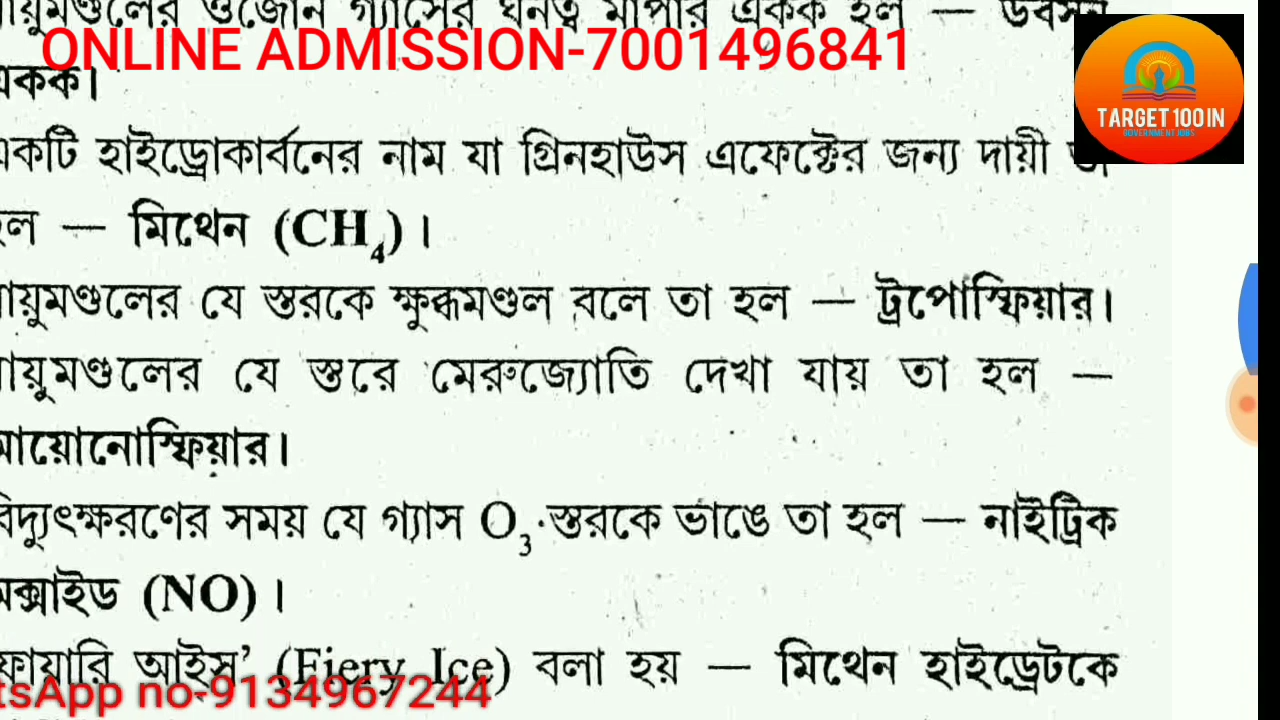 বায়ুমণ্ডলের ওজোন গ্যাসের ঘনত্ব মাপার একক হল — ডবসন
ONLINE ADMISSION-7001496841
একক।
TARGET 100 IN
GOVERNMENT JOBS
একটি হাইড্রোকার্বনের নাম যা গ্রিনহাউস এফেক্টের জন্য দায়ী তা
হল — মিথেন (CH₄)।
বায়ুমণ্ডলের যে স্তরকে ক্ষুব্ধমণ্ডল বলে তা হল — ট্রপোস্ফিয়ার।
বায়ুমণ্ডলের যে স্তরে মেরুজ্যোতি দেখা যায় তা হল —
আয়োনোস্ফিয়ার।
বিদ্যুৎক্ষরণের সময় যে গ্যাস O₃ স্তরকে ভাঙে তা হল — নাইট্রিক
অক্সাইড (NO)।
ফায়ারি আইস’ (Fiery Ice) বলা হয় — মিথেন হাইড্রেটকে
tsApp no-9134967244